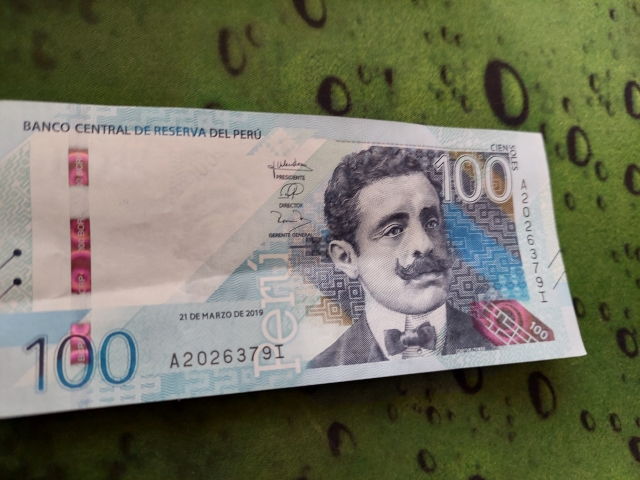 BANCO CENTRAL DE RESERVA DEL PERÚ
PRESIDENTE
DIRECTOR
GERENTE GENERAL
CIEN
SOLES
100
A2026379I
Perú
21 DE MARZO DE 2019
100
A2026379I
100